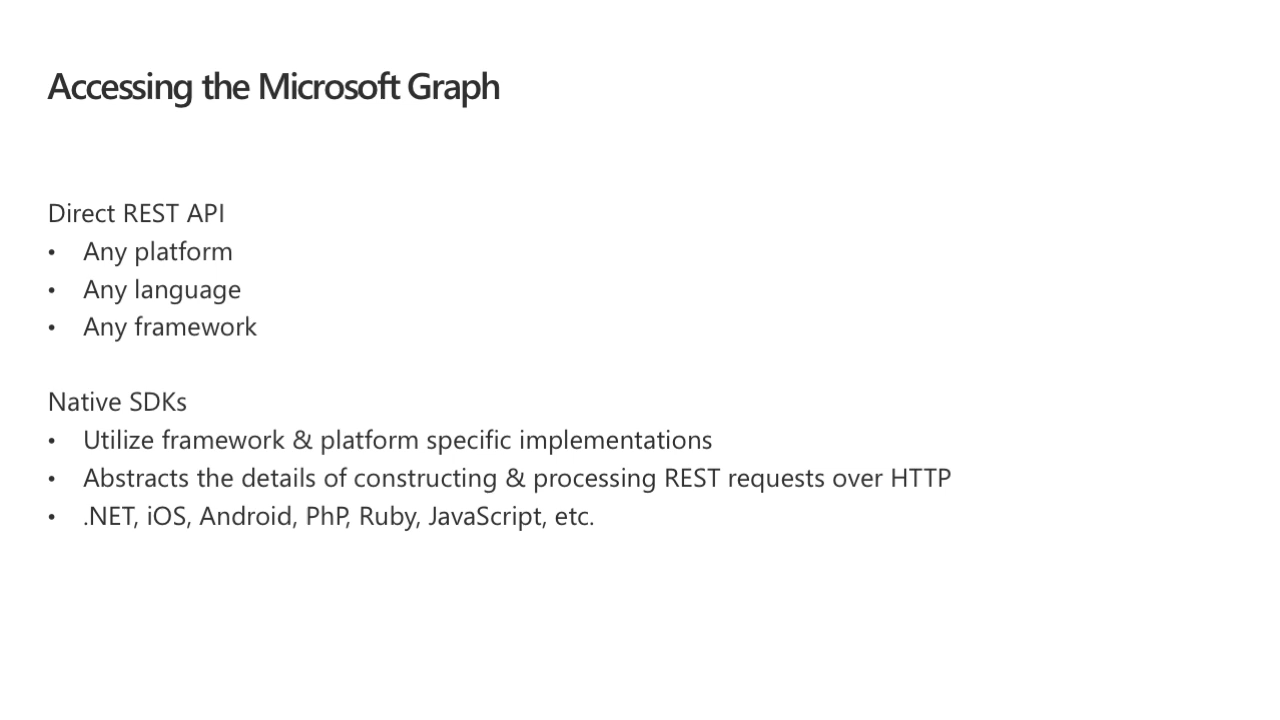 Accessing the Microsoft Graph
Direct REST API
• Any platform
• Any language
• Any framework
Native SDKs
• Utilize framework & platform specific implementations
• Abstracts the details of constructing & processing REST requests over HTTP
• .NET, iOS, Android, PhP, Ruby, JavaScript, etc.